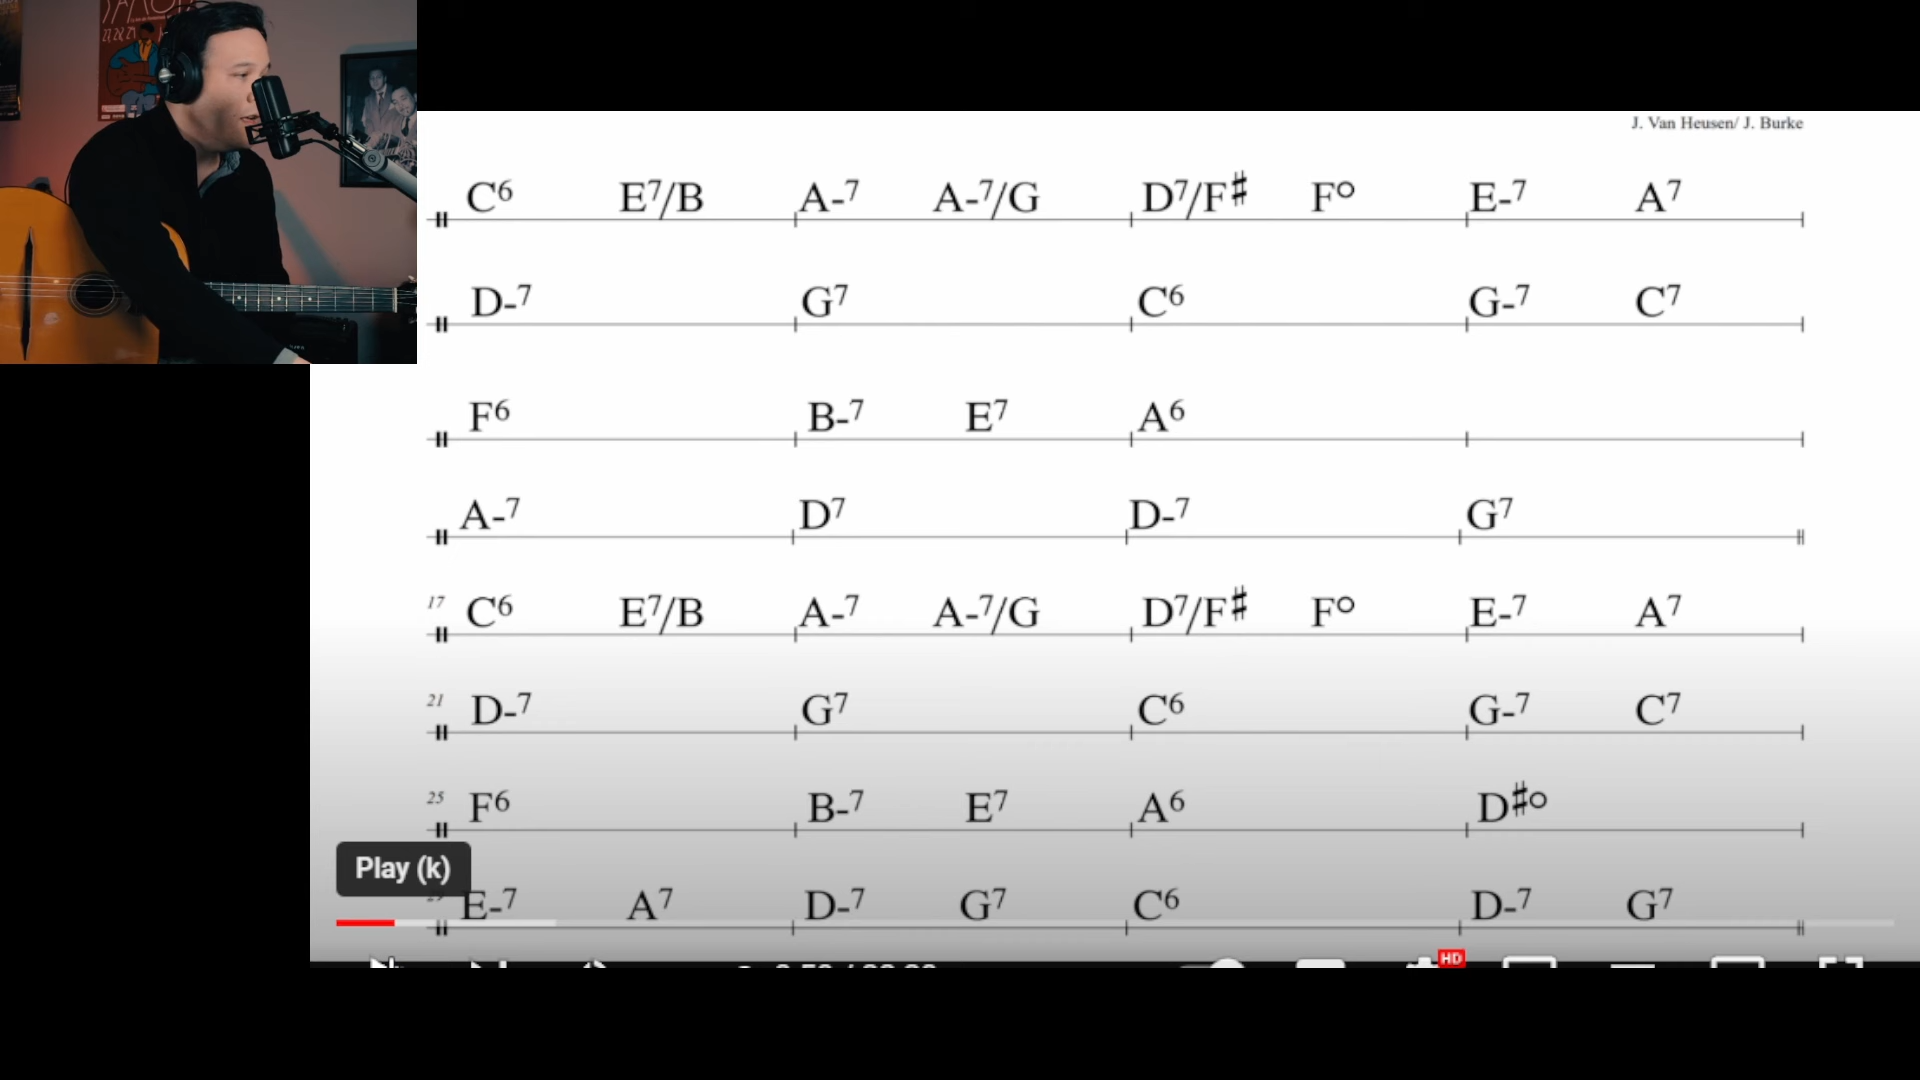 J. Van Heusen/ J. Burke
C6 E7/B A-7 A-7/G D7/F♯ F° E-7 A7
D-7 G7 C6 G-7 C7
F6 B-7 E7 A6
A-7 D7 D-7 G7
17 C6 E7/B A-7 A-7/G D7/F♯ F° E-7 A7
21 D-7 G7 C6 G-7 C7
25 F6 B-7 E7 A6 D♯°
Play (k)
E-7 A7 D-7 G7 C6 D-7 G7
HD